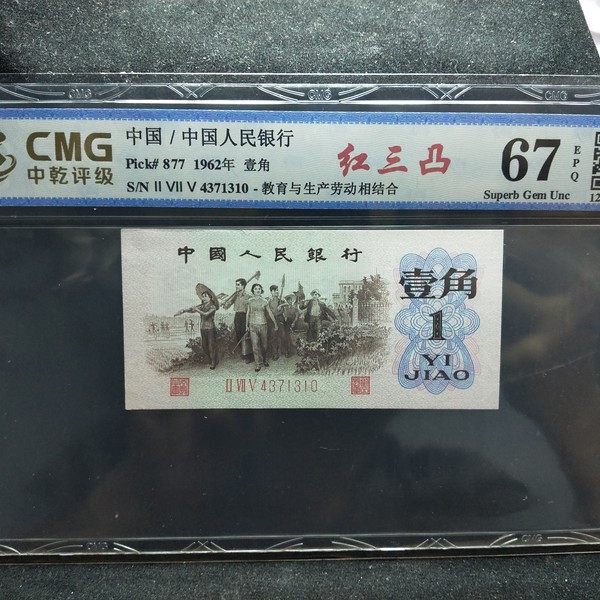 CMG
中乾评级
中国 / 中国人民银行
Pick# 877 1962年 壹角
S/N II VII V 4371310 - 教育与生产劳动相结合
红三凸
67
EPQ
Superb Gem Unc
12
中國人民銀行
壹角
1
YI
JIAO
II VII V 4371310